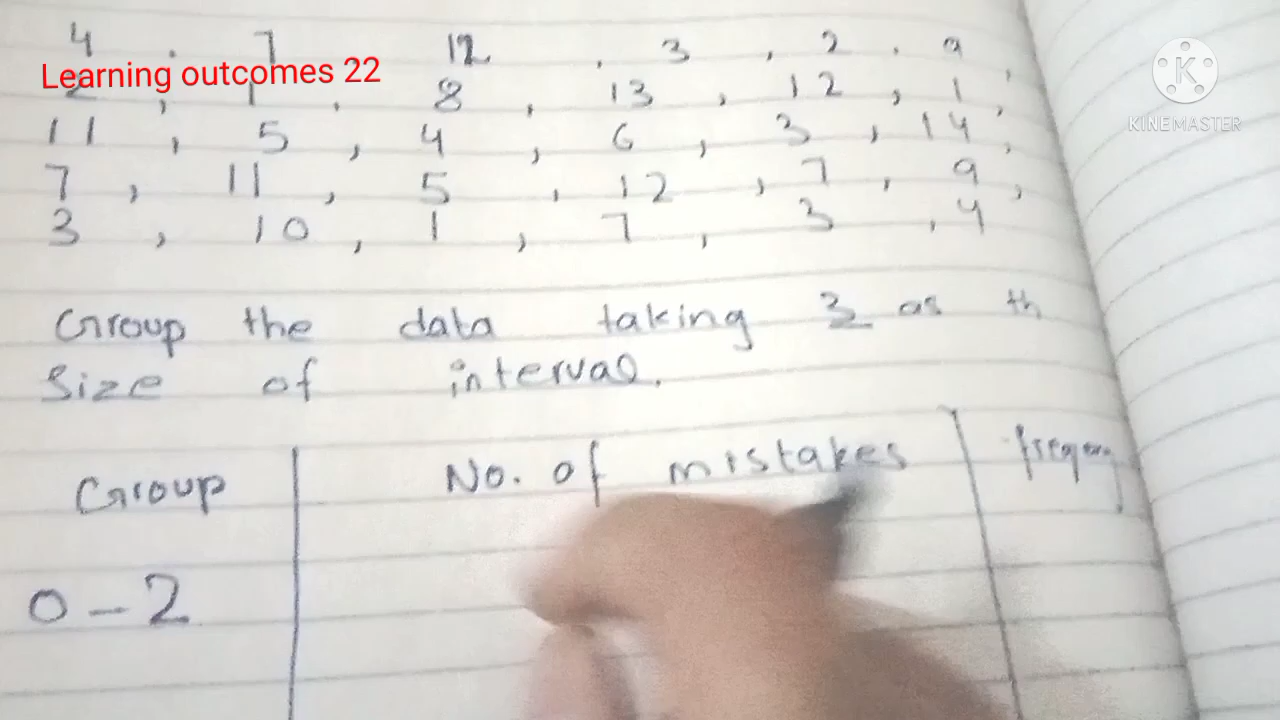 4 . 7 12 , 3 , 2 , 9 ,
Learning outcomes 22
2 , 1 , 8 , 13 , 12 , 1 ,
11 , 5 , 4 , 6 , 3 , 14 ,
7 , 11 , 5 , 12 , 7 , 9 ,
3 , 10 , 1 , 7 , 3 , 4
Group the data taking 3 as th
Size of interval.
Group No. of mistakes
0-2
KINEMASTER